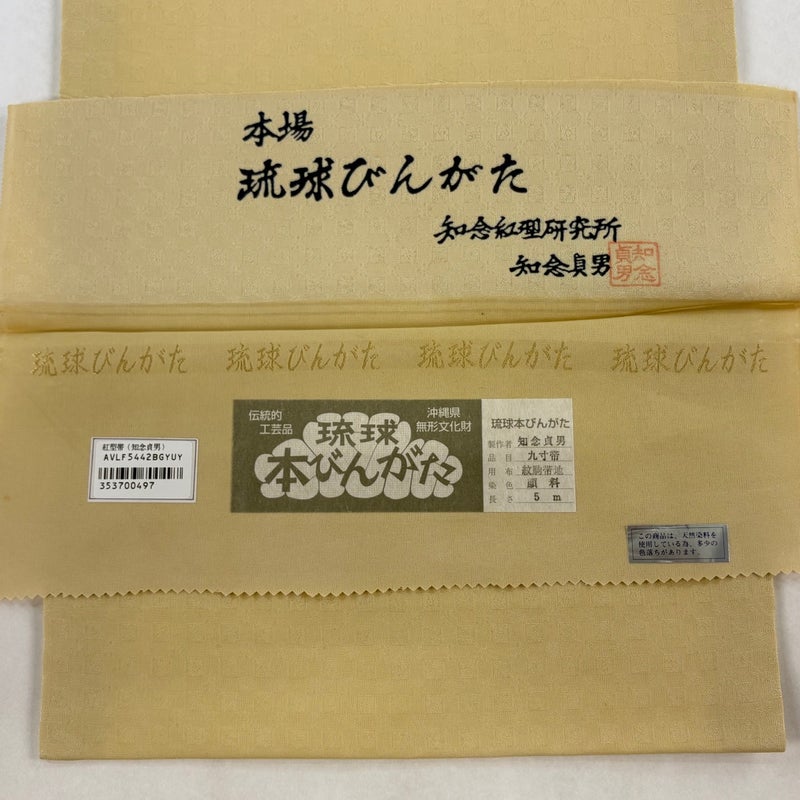 本場
琉球びんがた
知念紅型研究所
知念貞男
知念
貞男
琉球びんがた 琉球びんがた 琉球びんがた 琉球びんがた
紅型帯(知念貞男)
AVLF5442BGYUY
353700497
伝統的
工芸品
沖縄県
無形文化財
琉球
本びんがた
琉球本びんがた
製作者 知念貞男
品目 九寸帯
用布 紋駒帯地
染色 顔料
長さ 5m
この商品は、天然染料を
使用している為、多少の
色落ちがあります。